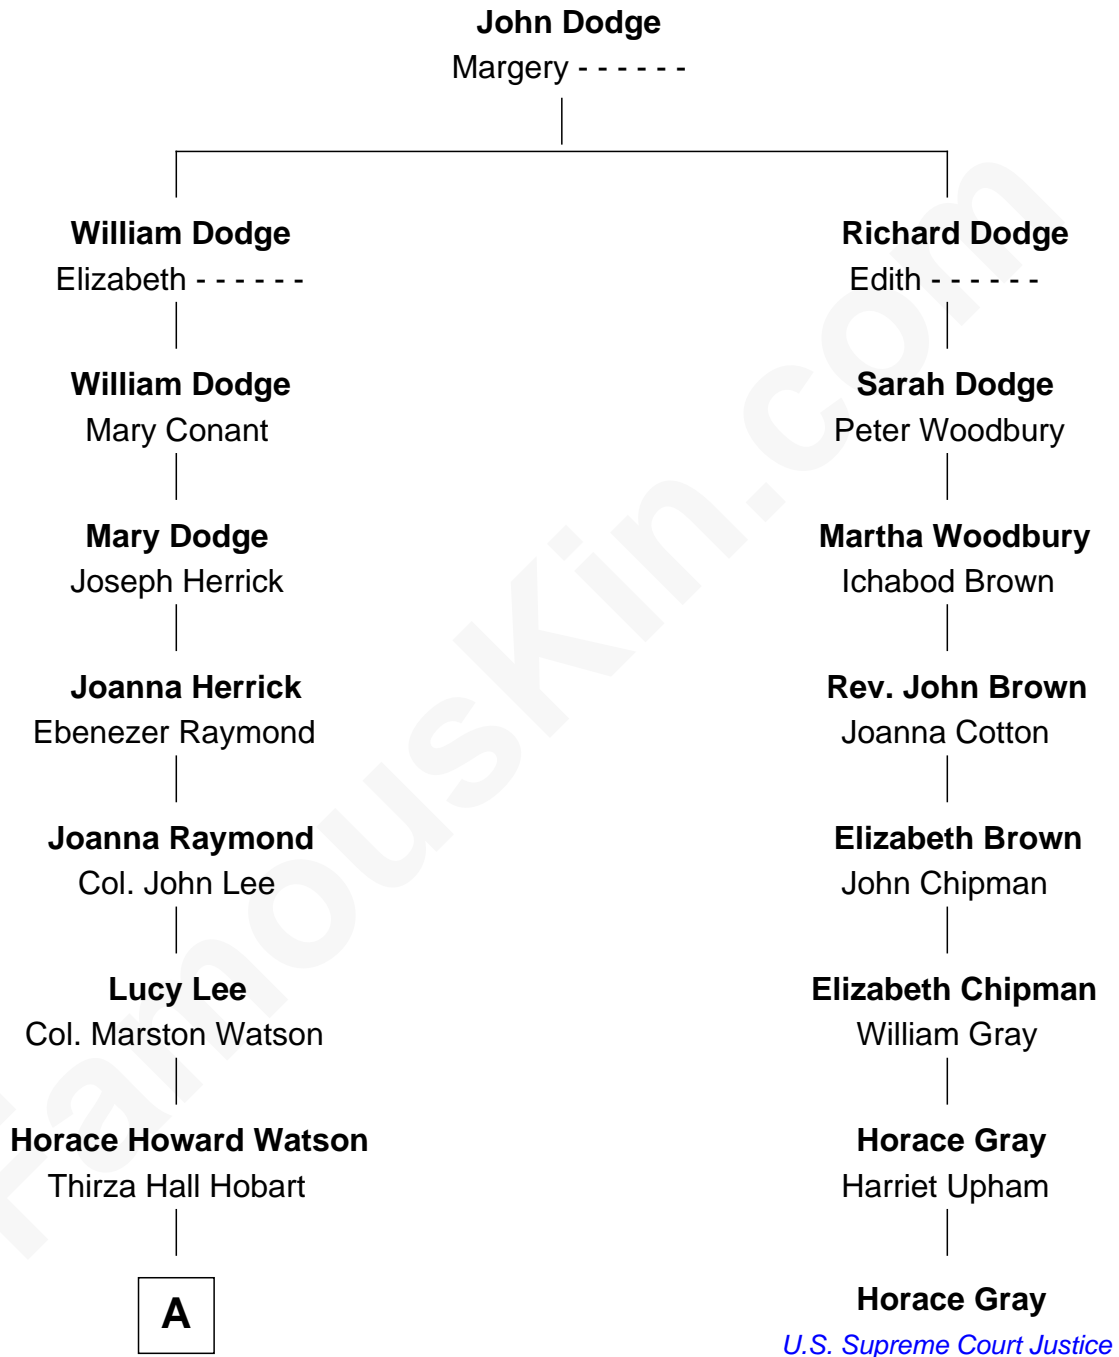 John Dodge
Margery - - - - - -
William Dodge
Elizabeth - - - - - -
Richard Dodge
Edith - - - - - -
William Dodge
Mary Conant
Sarah Dodge
Peter Woodbury
Mary Dodge
Joseph Herrick
Martha Woodbury
Ichabod Brown
Joanna Herrick
Ebenezer Raymond
Rev. John Brown
Joanna Cotton
Joanna Raymond
Col. John Lee
Elizabeth Brown
John Chipman
Lucy Lee
Col. Marston Watson
Elizabeth Chipman
William Gray
Horace Howard Watson
Thirza Hall Hobart
Horace Gray
Harriet Upham
A
Horace Gray
U.S. Supreme Court Justice
FamousKin.com